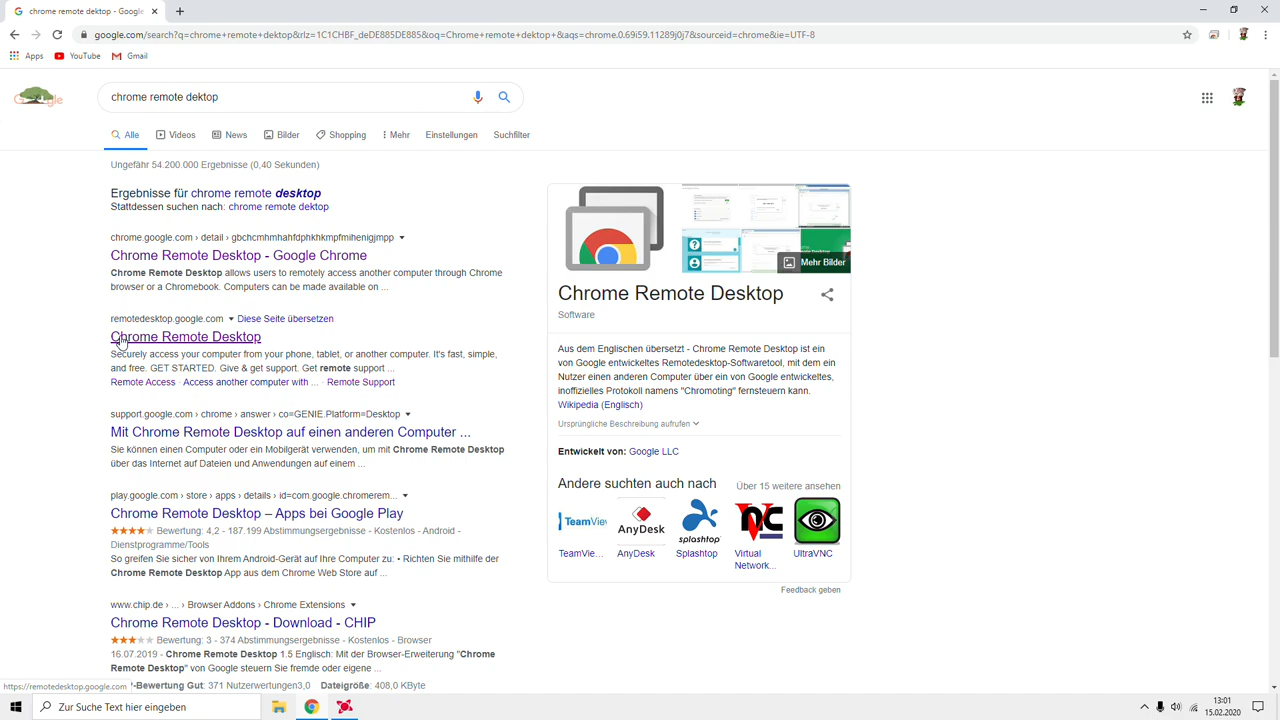 chrome remote dektop - Google
google.com/search?q=chrome+remote+dektop&rlz=1C1CHBF_deDE885DE885&oq=Chrome+remote+dektop+&aqs=chrome.0.69i59.11289j0j7&sourceid=chrome&ie=UTF-8
Apps YouTube Gmail
chrome remote dektop
Alle Videos News Bilder Shopping Mehr Einstellungen Suchfilter
Ungefähr 54.200.000 Ergebnisse (0,40 Sekunden)
Ergebnisse für chrome remote desktop
Stattdessen suchen nach: chrome remote dektop
chrome.google.com › detail › gbchcmhmhahfdphkhkmpfmihenigjmpp
Chrome Remote Desktop - Google Chrome
Chrome Remote Desktop allows users to remotely access another computer through Chrome
browser or a Chromebook. Computers can be made available on ...
remotedesktop.google.com Diese Seite übersetzen
Chrome Remote Desktop
Securely access your computer from your phone, tablet, or another computer. It's fast, simple,
and free. GET STARTED. Give & get support. Get remote support ...
Remote Access · Access another computer with ... · Remote Support
support.google.com › chrome › answer › co=GENIE.Platform=Desktop
Mit Chrome Remote Desktop auf einen anderen Computer ...
Sie können einen Computer oder ein Mobilgerät verwenden, um mit Chrome Remote Desktop
über das Internet auf Dateien und Anwendungen auf einem ...
play.google.com › store › apps › details › id=com.google.chromerem...
Chrome Remote Desktop – Apps bei Google Play
Bewertung: 4,2 - 187.199 Abstimmungsergebnisse - Kostenlos - Android -
Dienstprogramme/Tools
So greifen Sie sicher von Ihrem Android-Gerät auf Ihre Computer zu: • Richten Sie mithilfe der
Chrome Remote Desktop App aus dem Chrome Web Store auf ...
www.chip.de › ... › Browser Addons › Chrome Extensions
Chrome Remote Desktop - Download - CHIP
Bewertung: 3 - 374 Abstimmungsergebnisse - Kostenlos - Browser
16.07.2019 - Chrome Remote Desktop 1.5 Englisch: Mit der Browser-Erweiterung "Chrome
Remote Desktop" von Google steuern Sie fremde oder eigene ...
-Bewertung Gut: 371 Nutzerwertungen3,0 Dateigröße: 408,0 KByte
Mehr Bilder
Chrome Remote Desktop
Software
Aus dem Englischen übersetzt - Chrome Remote Desktop ist ein
von Google entwickeltes Remotedesktop-Softwaretool, mit dem ein
Nutzer einen anderen Computer über ein von Google entwickeltes,
inoffizielles Protokoll namens "Chromoting" fernsteuern kann.
Wikipedia (Englisch)
Ursprüngliche Beschreibung aufrufen
Entwickelt von: Google LLC
Andere suchten auch nach Über 15 weitere ansehen
TeamView AnyDesk splashtop VNC
TeamVie... AnyDesk Splashtop Virtual Network... UltraVNC
Feedback geben
https://remotedesktop.google.com
Zur Suche Text hier eingeben
13:01
15.02.2020